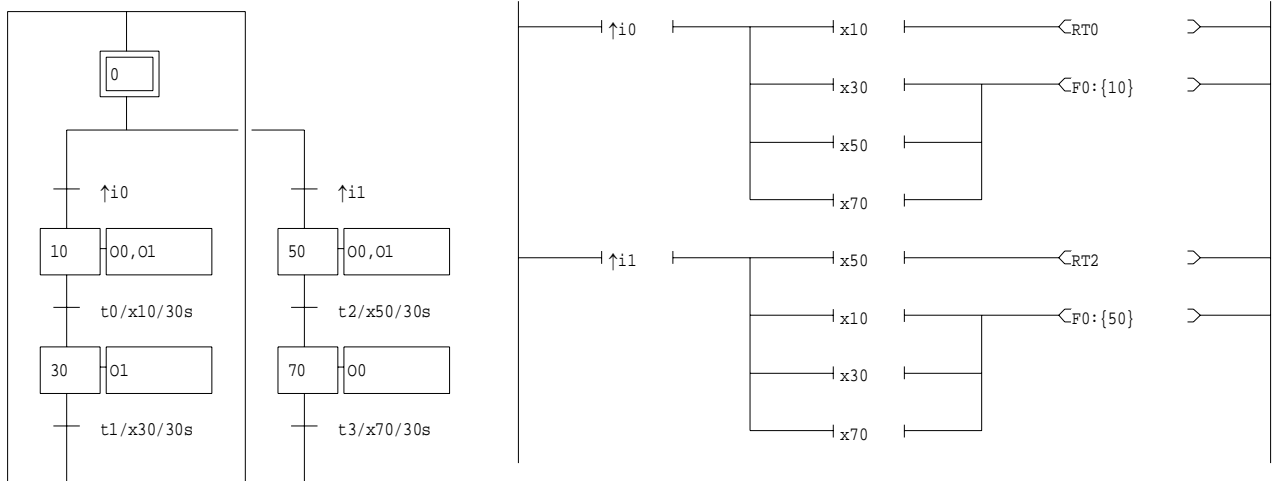 0
↑i0
↑i1
10 O0,O1
50 O0,O1
t0/x10/30s
t2/x50/30s
30 O1
70 O0
t1/x30/30s
t3/x70/30s
↑i0 x10 RT0
x30 F0:{10}
x50
x70
↑i1 x50 RT2
x10 F0:{50}
x30
x70